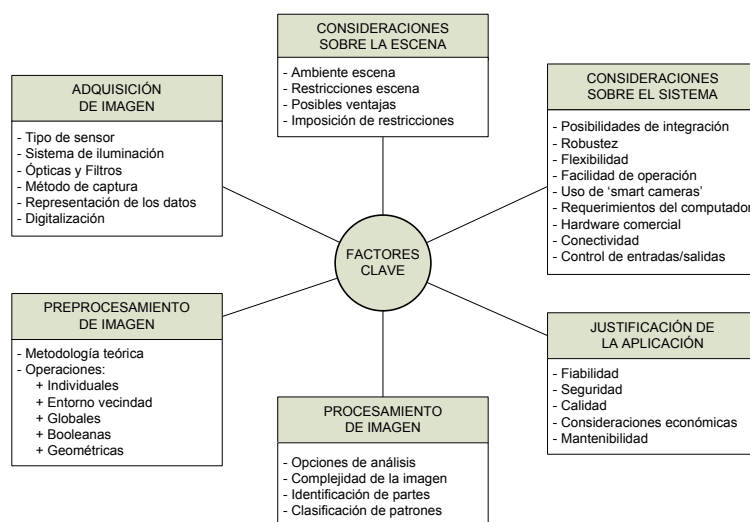 CONSIDERACIONES
SOBRE LA ESCENA
- Ambiente escena
- Restricciones escena
- Posibles ventajas
- Imposición de restricciones
ADQUISICIÓN
DE IMAGEN
- Tipo de sensor
- Sistema de iluminación
- Ópticas y Filtros
- Método de captura
- Representación de los datos
- Digitalización
CONSIDERACIONES
SOBRE EL SISTEMA
- Posibilidades de integración
- Robustez
- Flexibilidad
- Facilidad de operación
- Uso de ‘smart cameras’
- Requerimientos del computador
- Hardware comercial
- Conectividad
- Control de entradas/salidas
FACTORES
CLAVE
PREPROCESAMIENTO
DE IMAGEN
- Metodología teórica
- Operaciones:
+ Individuales
+ Entorno vecindad
+ Globales
+ Booleanas
+ Geométricas
PROCESAMIENTO
DE IMAGEN
- Opciones de análisis
- Complejidad de la imagen
- Identificación de partes
- Clasificación de patrones
JUSTIFICACIÓN DE
LA APLICACIÓN
- Fiabilidad
- Seguridad
- Calidad
- Consideraciones económicas
- Mantenibilidad